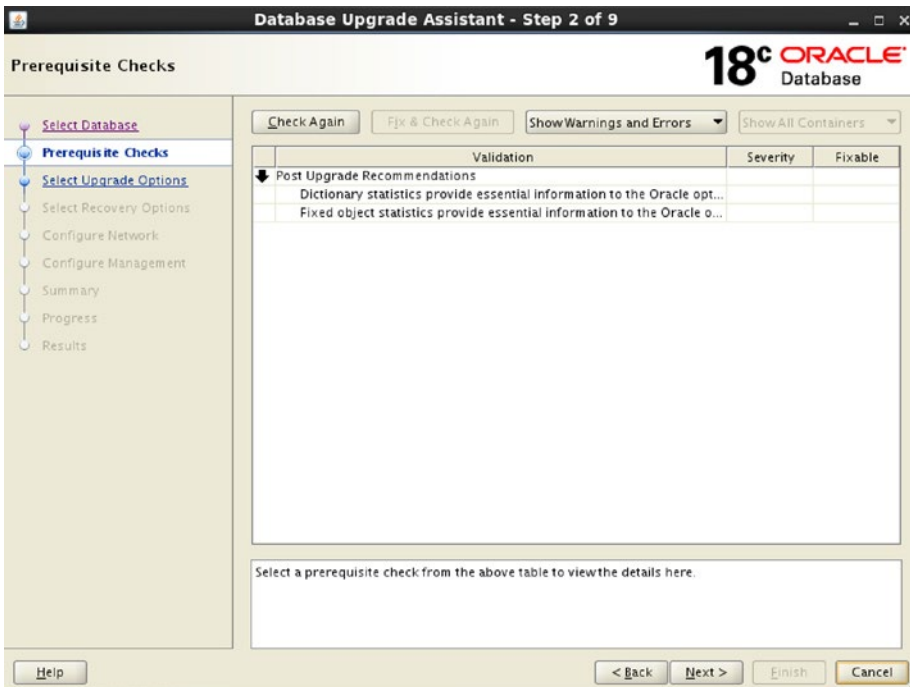 Database Upgrade Assistant - Step 2 of 9
Prerequisite Checks
18c ORACLE
Database
Select Database
Prerequisite Checks
Select Upgrade Options
Select Recovery Options
Configure Network
Configure Management
Summary
Progress
Results
Check Again
Fix & Check Again
Show Warnings and Errors
Show All Containers
Validation Severity Fixable
Post Upgrade Recommendations
Dictionary statistics provide essential information to the Oracle opt...
Fixed object statistics provide essential information to the Oracle o...
Select a prerequisite check from the above table to view the details here.
Help
< Back
Next >
Finish
Cancel